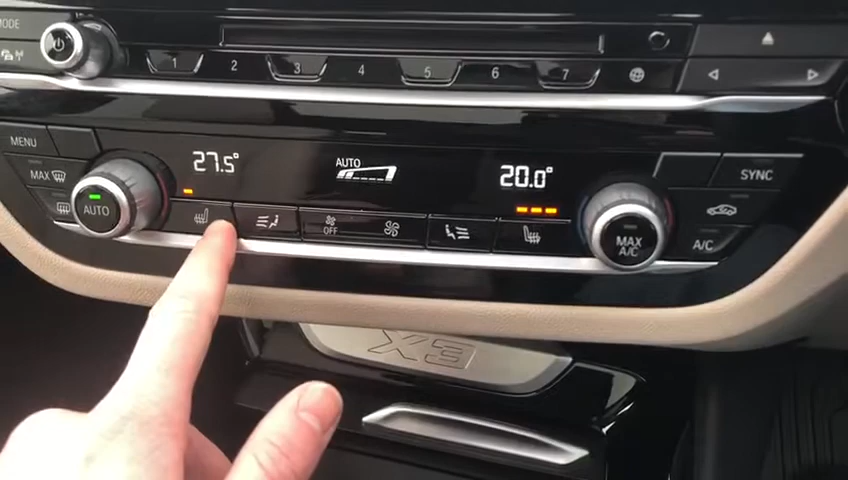 MODE
1 2 3 4 5 6 7
MENU
27.5°
AUTO
20.0°
SYNC
MAX
AUTO
OFF
MAX A/C
A/C
X3